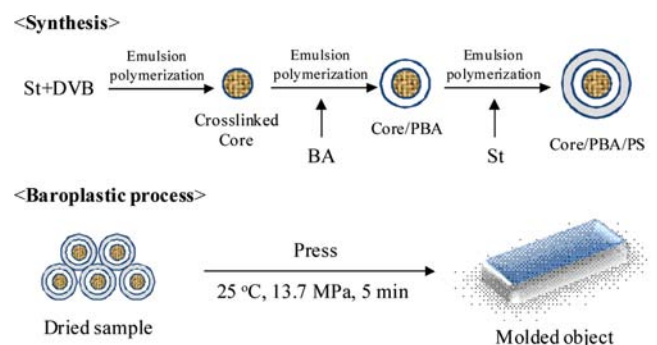 <Synthesis>
Emulsion polymerization
Emulsion polymerization
Emulsion polymerization
St+DVB
Crosslinked Core
Core/PBA
Core/PBA/PS
BA
St
<Baroplastic process>
Press
25 °C, 13.7 MPa, 5 min
Dried sample
Molded object